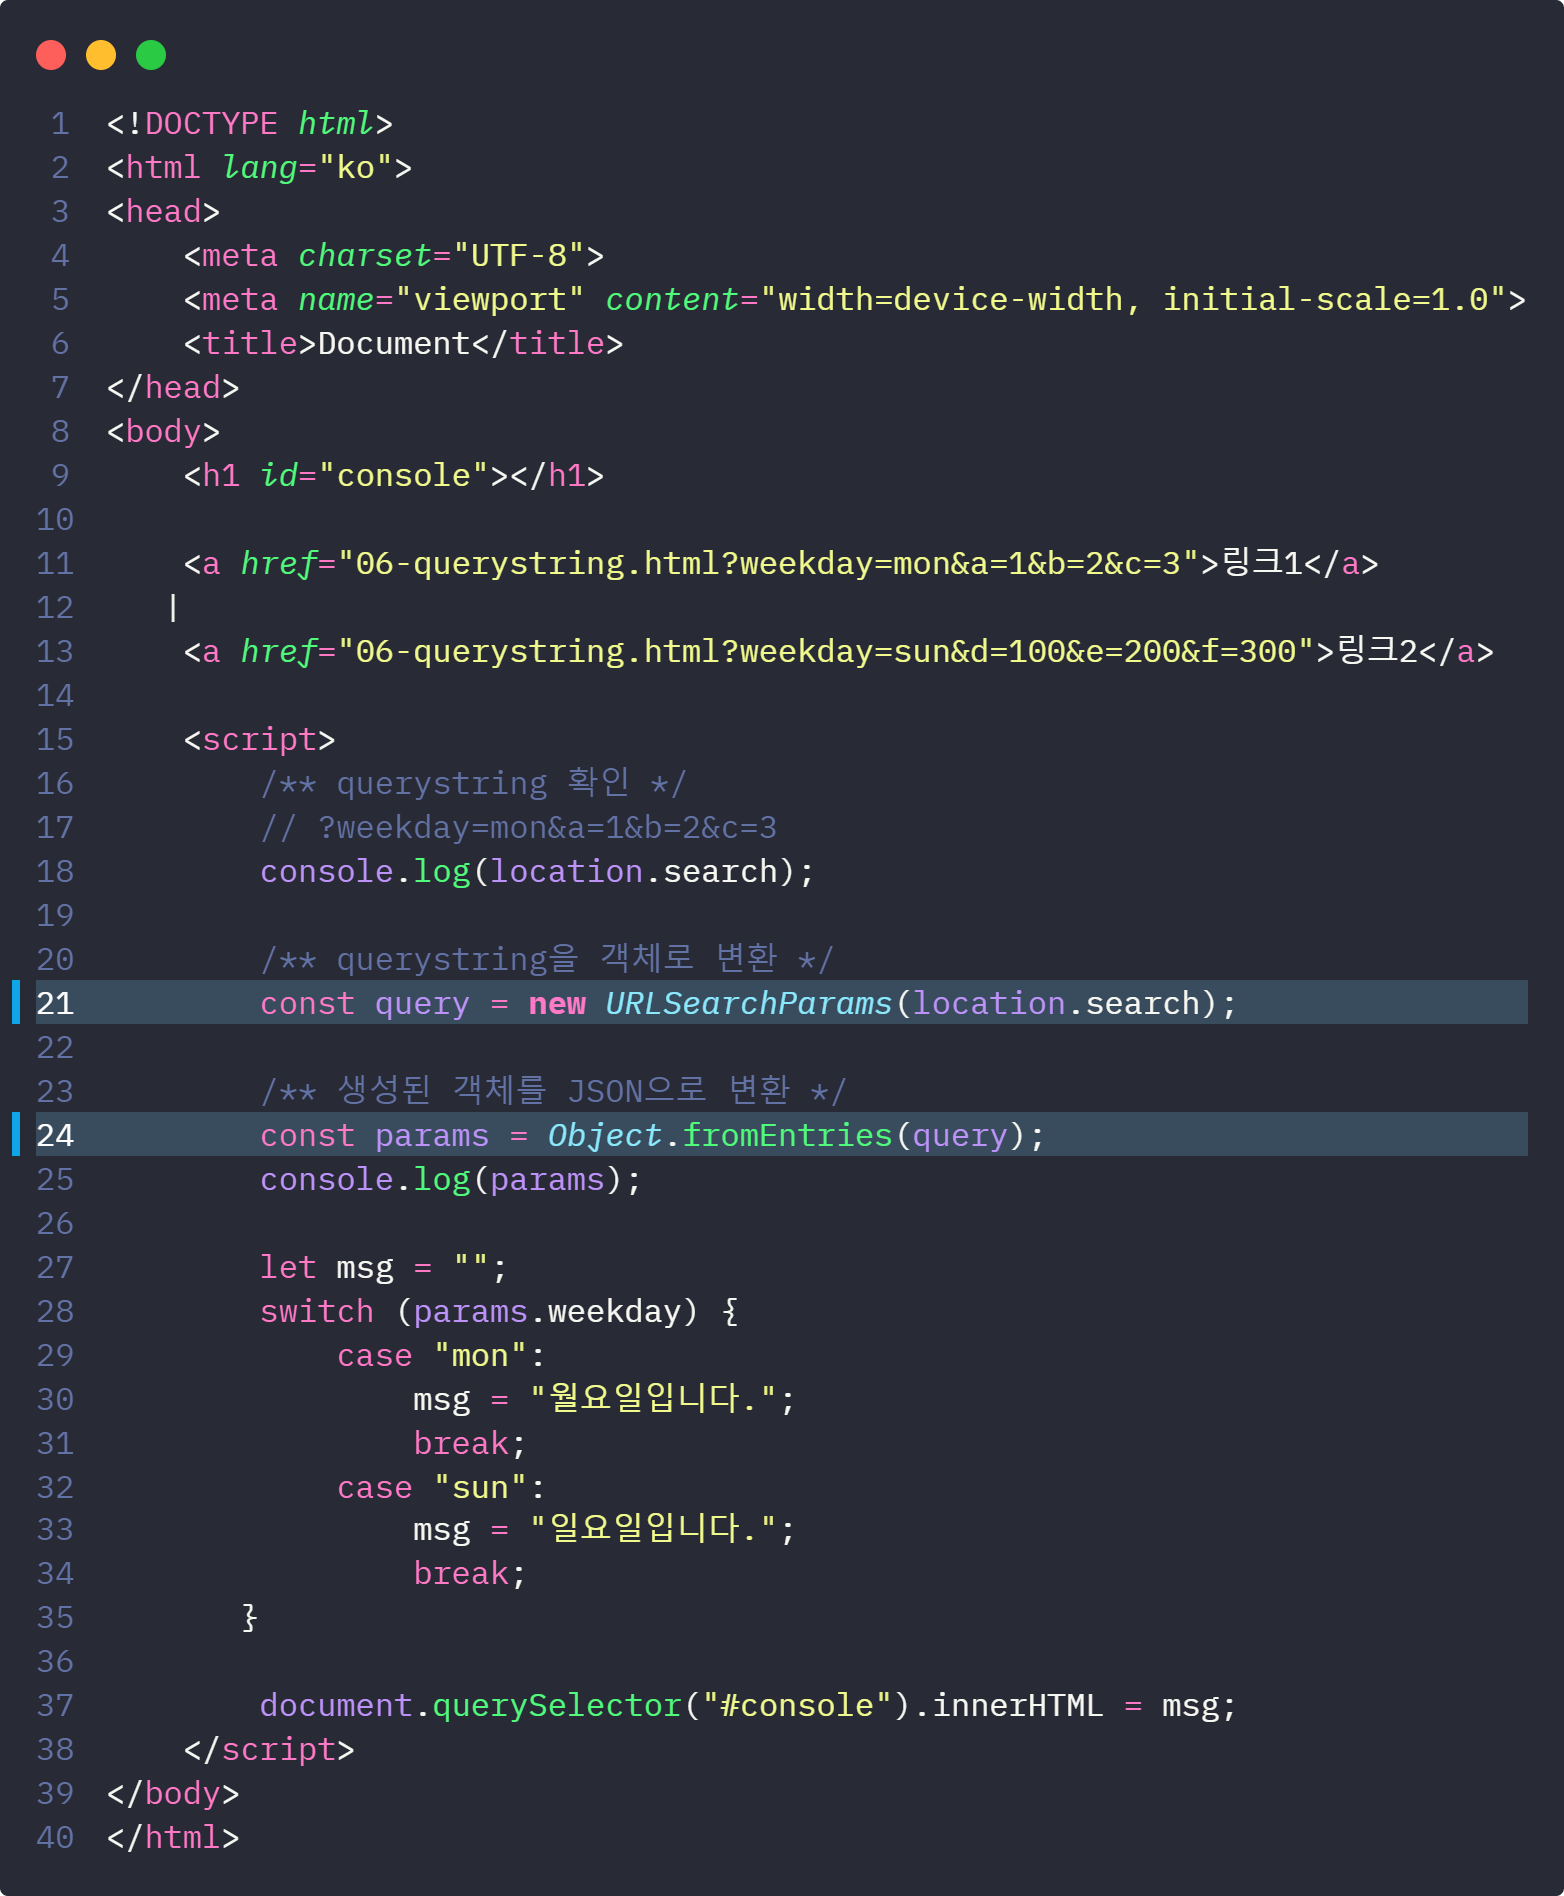 1 <!DOCTYPE html>
2 <html lang="ko">
3 <head>
4     <meta charset="UTF-8">
5     <meta name="viewport" content="width=device-width, initial-scale=1.0">
6     <title>Document</title>
7 </head>
8 <body>
9     <h1 id="console"></h1>
10
11     <a href="06-querystring.html?weekday=mon&a=1&b=2&c=3">링크1</a>
12    |
13     <a href="06-querystring.html?weekday=sun&d=100&e=200&f=300">링크2</a>
14
15     <script>
16         /** querystring 확인 */
17         // ?weekday=mon&a=1&b=2&c=3
18         console.log(location.search);
19
20         /** querystring을 객체로 변환 */
21         const query = new URLSearchParams(location.search);
22
23         /** 생성된 객체를 JSON으로 변환 */
24         const params = Object.fromEntries(query);
25         console.log(params);
26
27         let msg = "";
28         switch (params.weekday) {
29             case "mon":
30                 msg = "월요일입니다.";
31                 break;
32             case "sun":
33                 msg = "일요일입니다.";
34                 break;
35        }
36
37         document.querySelector("#console").innerHTML = msg;
38     </script>
39 </body>
40 </html>